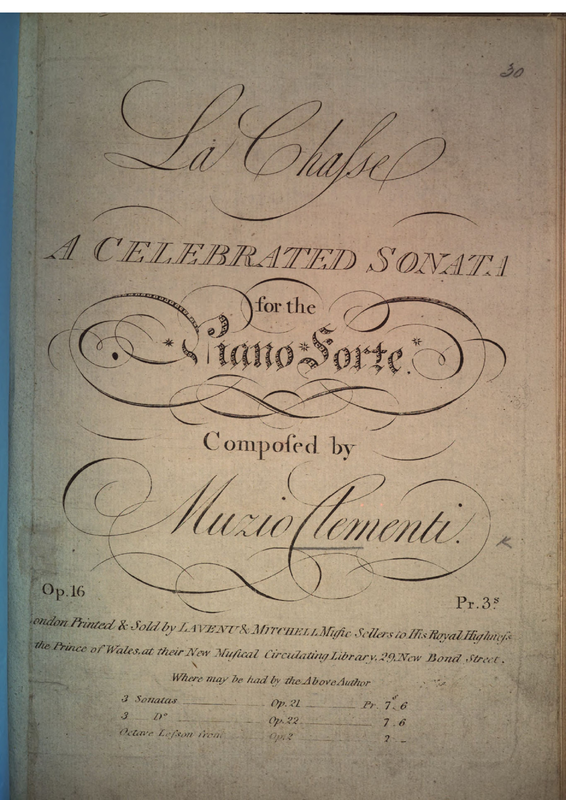 30
La Chaſse
A CELEBRATED SONATA
for the
Piano * Forte.
Compoſed by
Muzio Clementi.
Op.16
Pr. 3.s
ondon Printed & Sold by LAVENU & MITCHELL Muſic Sellers to His Royal Highneſs
the Prince of Wales, at their New Muſical Circulating Library, 29, New Bond Street.
Where may be had by the Above Author
3 Sonatas Op. 21 Pr. 7.s 6
3 Do Op. 22 7.6
Octave Leſson from Op. 2 2.-